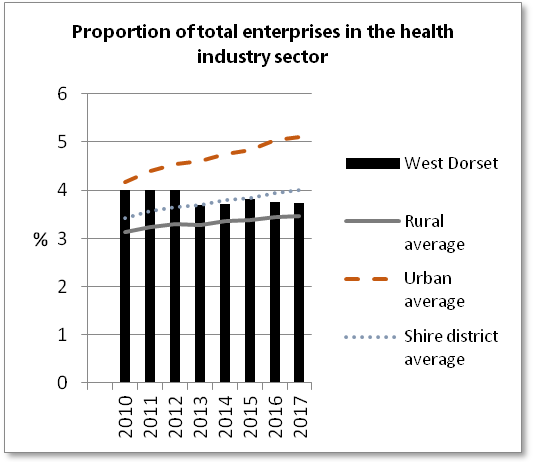 Proportion of total enterprises in the health
industry sector
6
5
4
3
2
1
0
%
2010
2011
2012
2013
2014
2015
2016
2017
West Dorset
Rural
average
Urban
average
Shire district
average